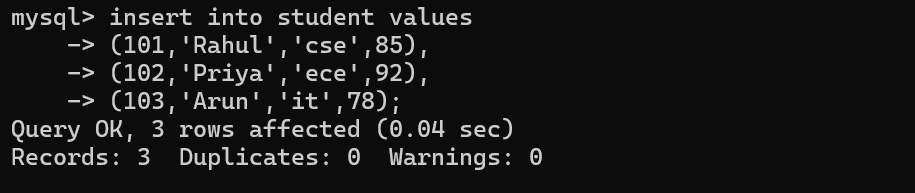 mysql> insert into student values
    -> (101,'Rahul','cse',85),
    -> (102,'Priya','ece',92),
    -> (103,'Arun','it',78);
Query OK, 3 rows affected (0.04 sec)
Records: 3  Duplicates: 0  Warnings: 0